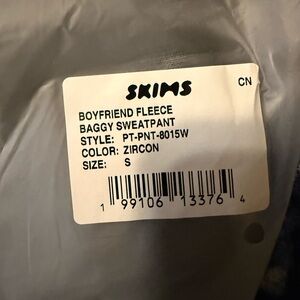 SKIMS
CN
BOYFRIEND FLEECE
BAGGY SWEATPANT
STYLE: PT-PNT-8015W
COLOR: ZIRCON
SIZE: S
1 99106 13376 4